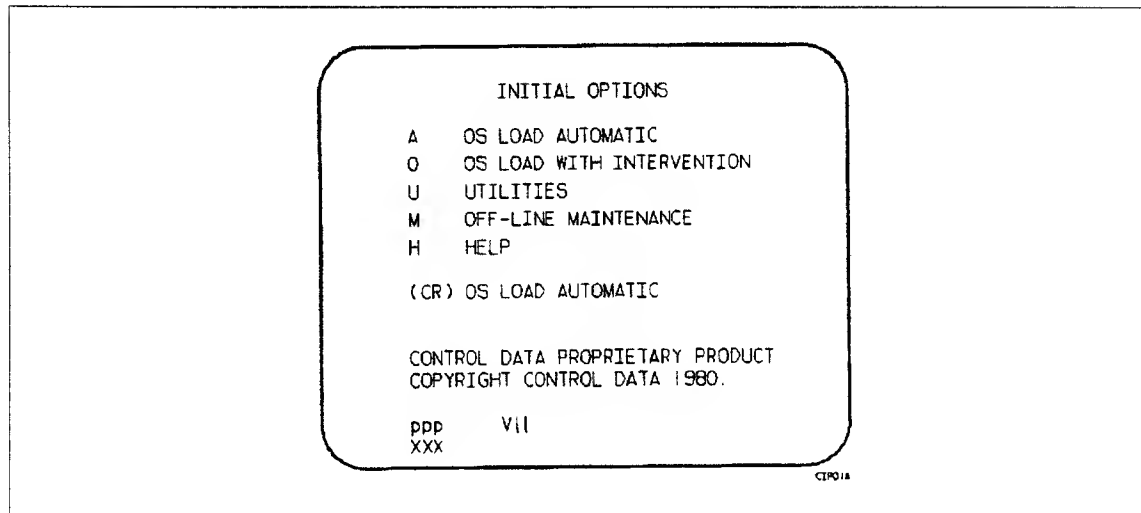 INITIAL OPTIONS
A OS LOAD AUTOMATIC
O OS LOAD WITH INTERVENTION
U UTILITIES
M OFF-LINE MAINTENANCE
H HELP
(CR) OS LOAD AUTOMATIC
CONTROL DATA PROPRIETARY PRODUCT
COPYRIGHT CONTROL DATA 1980.
ppp Vll
XXX